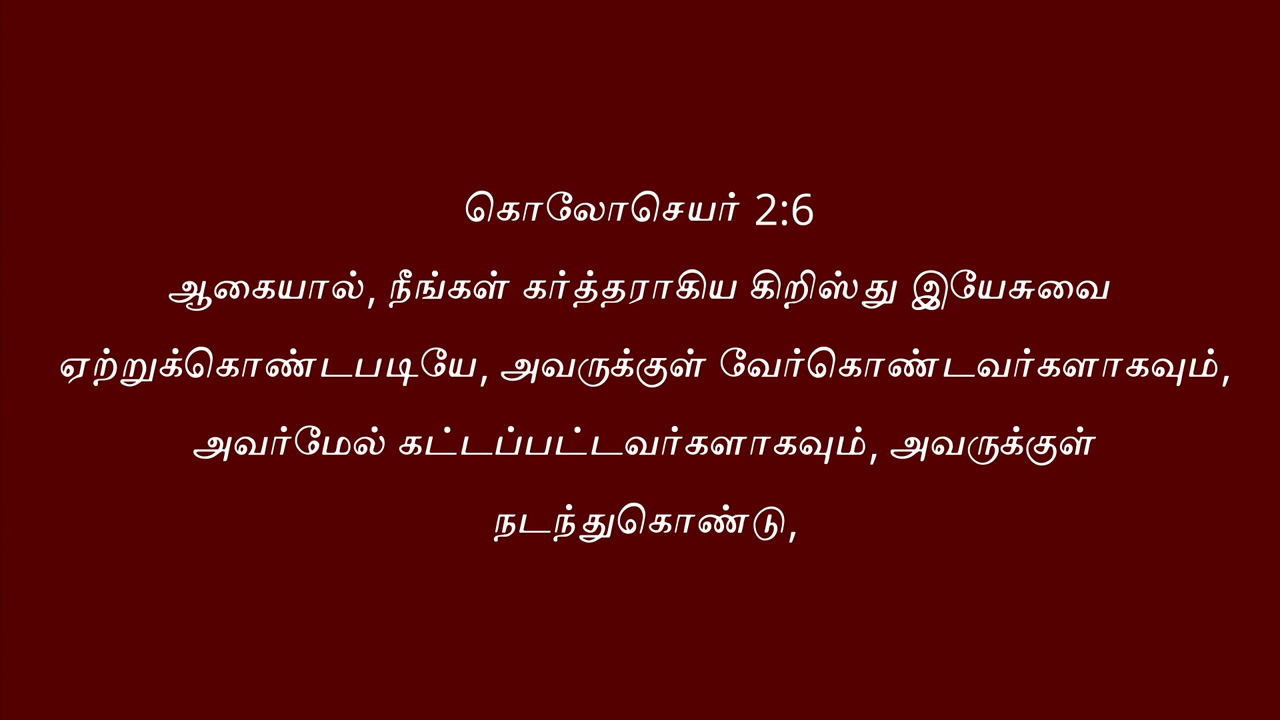 கொலோசெயர் 2:6
ஆகையால், நீங்கள் கர்த்தராகிய கிறிஸ்து இயேசுவை
ஏற்றுக்கொண்டபடியே, அவருக்குள் வேர்கொண்டவர்களாகவும்,
அவர்மேல் கட்டப்பட்டவர்களாகவும், அவருக்குள்
நடந்துகொண்டு,